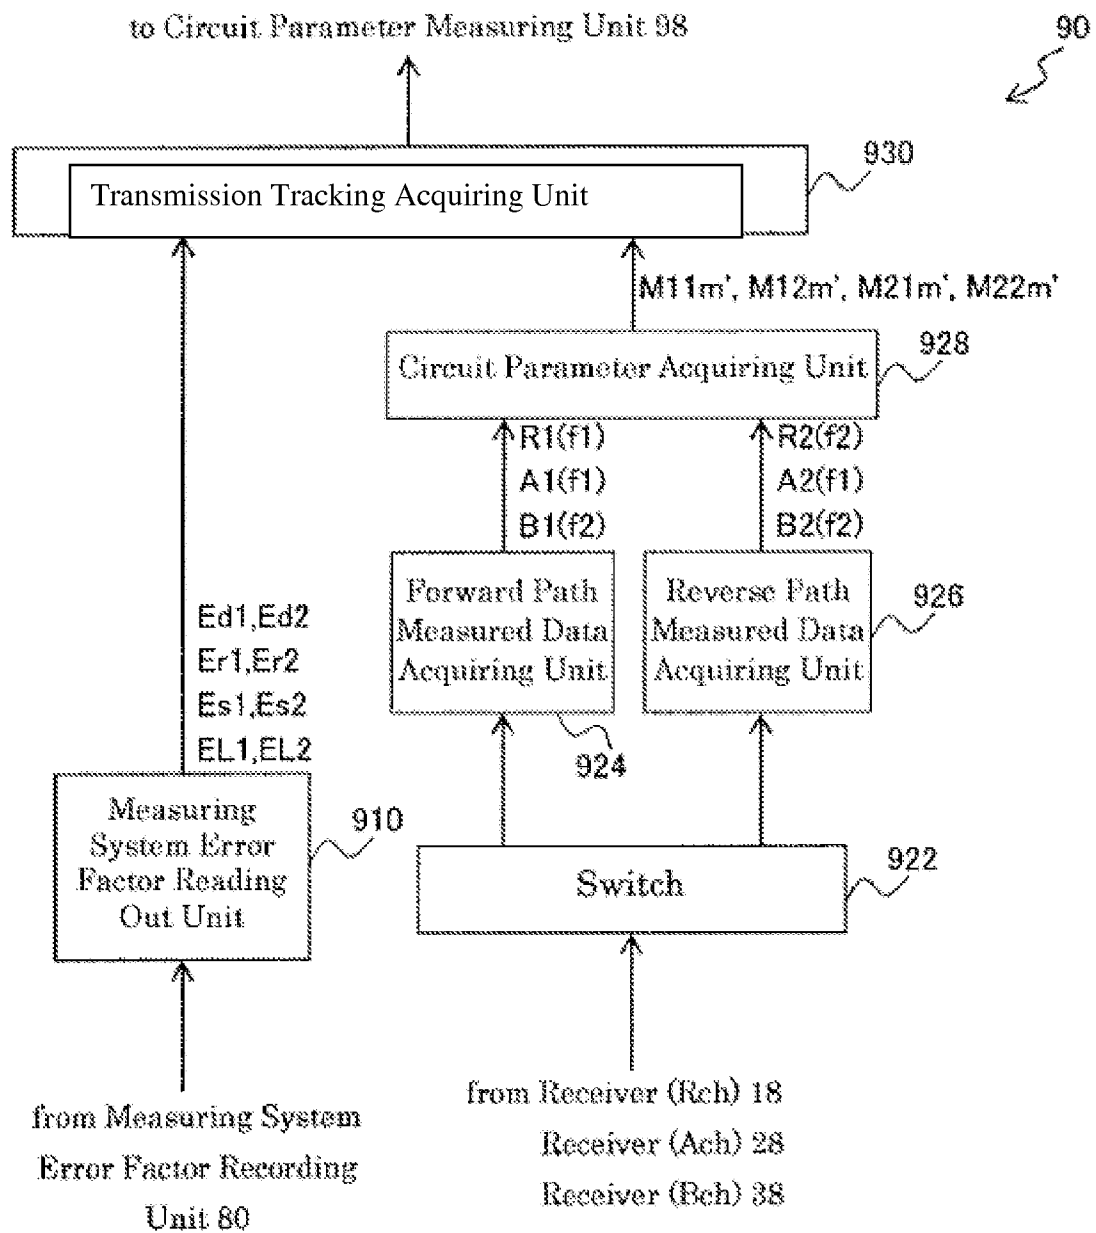 to Circuit Parameter Measuring Unit 98
90
930
Transmission Tracking Acquiring Unit
M11m', M12m', M21m', M22m'
928
Circuit Parameter Acquiring Unit
R1(f1)
A1(f1)
B1(f2)
R2(f2)
A2(f1)
B2(f2)
Forward Path
Measured Data
Acquiring Unit
924
Reverse Path
Measured Data
Acquiring Unit
926
Ed1,Ed2
Er1,Er2
Es1,Es2
EL1,EL2
Measuring
System Error
Factor Reading
Out Unit
910
Switch
922
from Measuring System
Error Factor Recording
Unit 80
from Receiver (Rch) 18
Receiver (Ach) 28
Receiver (Bch) 38